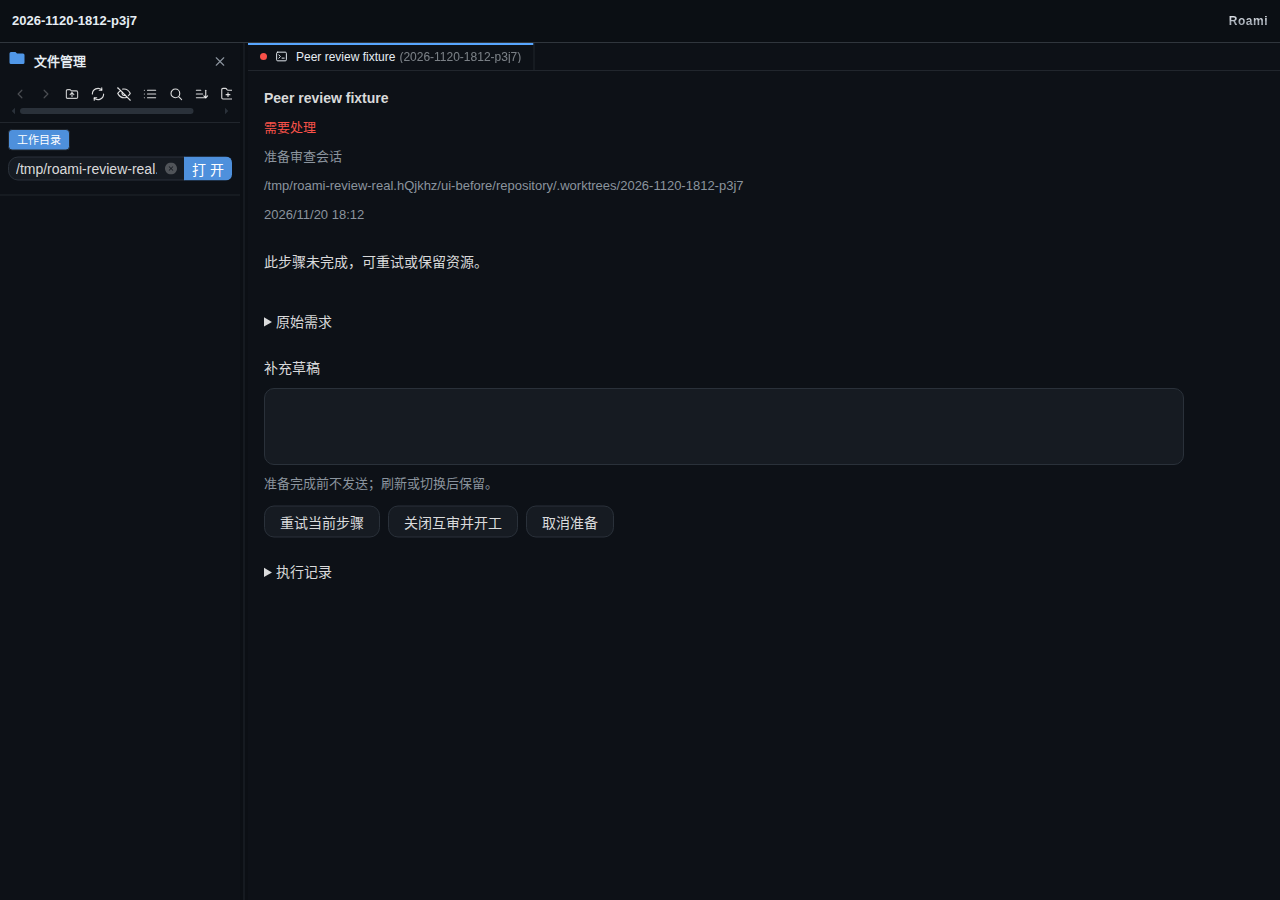 2026-1120-1812-p3j7
Roami
文件管理
工作目录
/tmp/roami-review-real.
打 开
Peer review fixture (2026-1120-1812-p3j7)
Peer review fixture
需要处理
准备审查会话
/tmp/roami-review-real.hQjkhz/ui-before/repository/.worktrees/2026-1120-1812-p3j7
2026/11/20 18:12
此步骤未完成，可重试或保留资源。
原始需求
补充草稿
准备完成前不发送；刷新或切换后保留。
重试当前步骤
关闭互审并开工
取消准备
执行记录